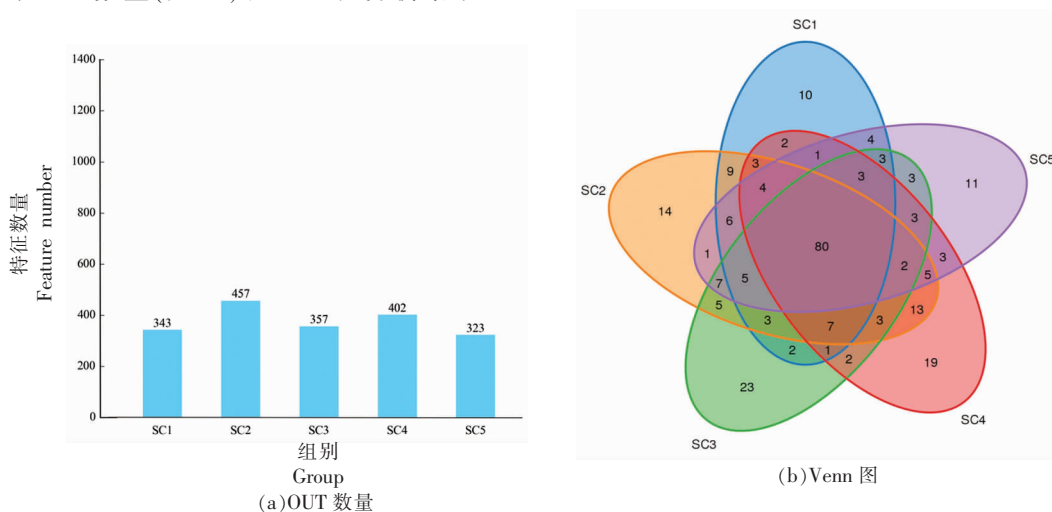 1400
1200
1000
800
600
400
200
0
特征数量
Feature number
343
457
357
402
323
SC1
SC2
SC3
SC4
SC5
组别
Group
(a)OUT 数量
SC1
10
SC5
2
4
1
3
3
9
3
3
11
SC2
4
14
6
3
80
1
3
2
5
7
5
5
13
3
7
3
2
1
2
19
23
SC4
SC3
(b)Venn 图